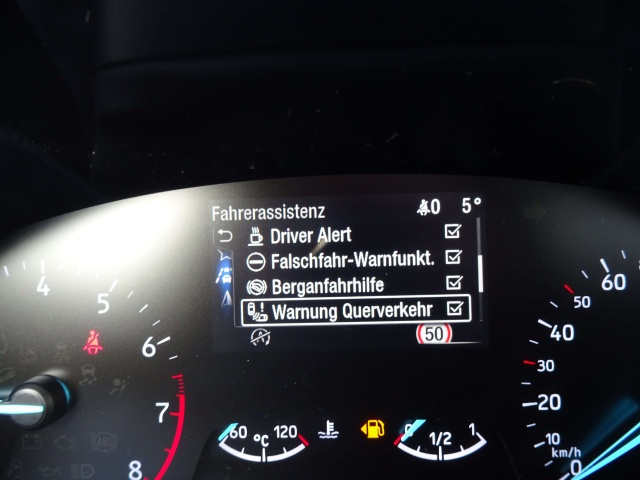 Fahrerassistenz 0 5°
Driver Alert
Falschfahr-Warnfunkt.
Berganfahrhilfe
Warnung Querverkehr
50
4 5 6 7 8
60 °C 120
0 1/2 1
0 10 20 30 40 50 60
km/h